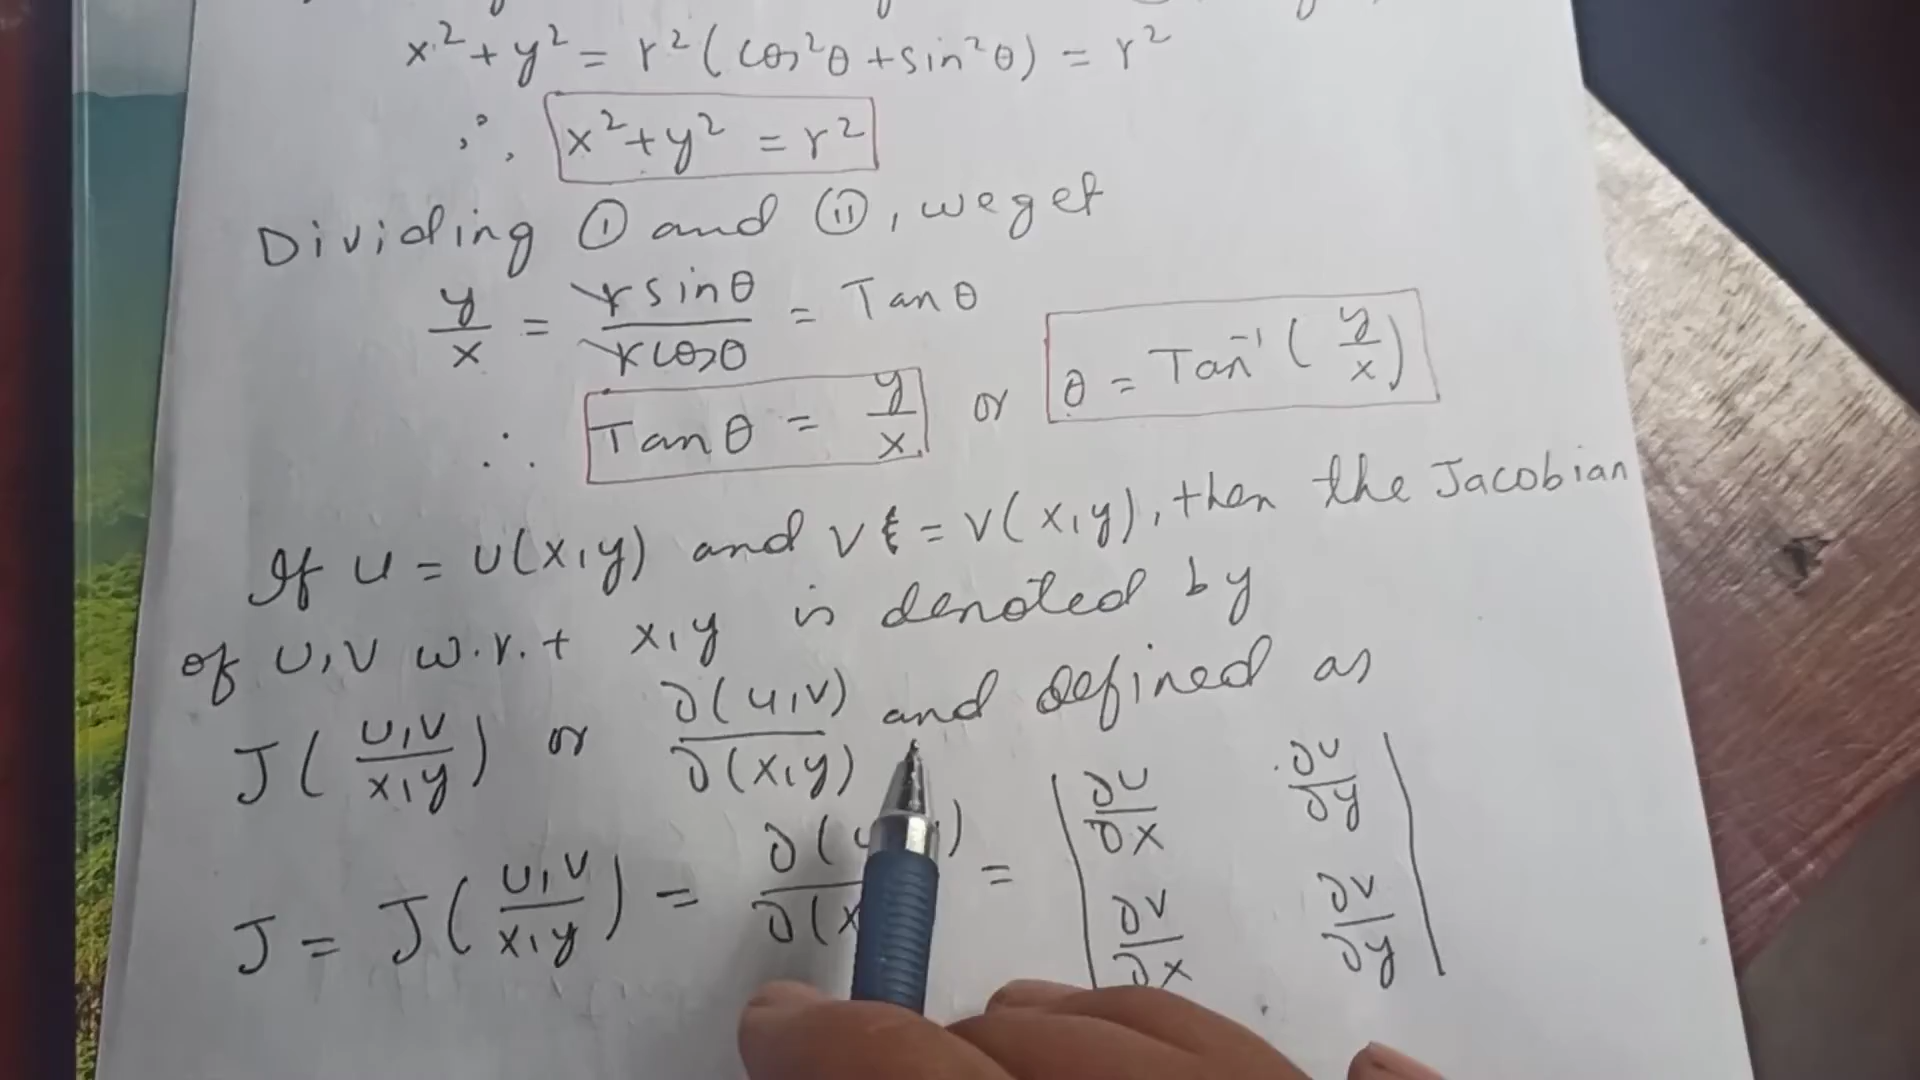 x² + y² = r² (cos²θ + sin²θ) = r²
∴ x² + y² = r²
Dividing ① and ⑪, we get
y/x = r sinθ / r cosθ = Tan θ
∴ Tan θ = y/x or θ = Tan⁻¹ (y/x)
If u = u(x,y) and v = v(x,y), then the Jacobian
of u,v w.r.t x,y is denoted by
J (u,v / x,y) or ∂(u,v) / ∂(x,y) and defined as
J = J (u,v / x,y) = ∂(u ) / ∂(x = | ∂u/∂x ∂u/∂y |
| ∂v/∂x ∂v/∂y |